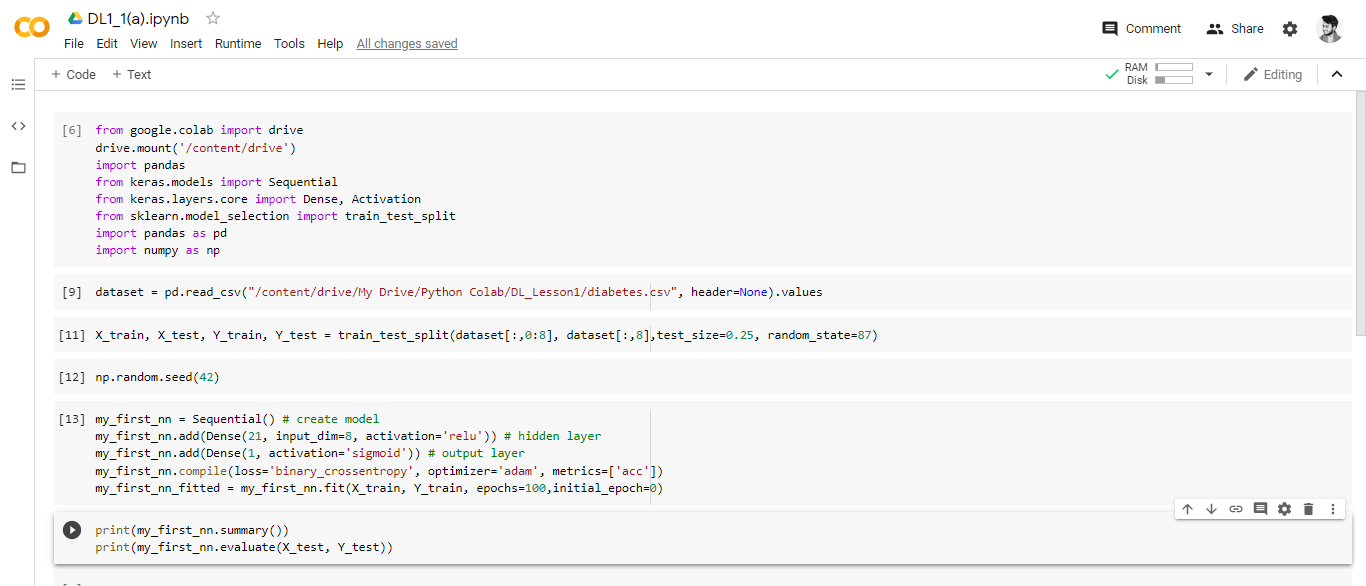 DL1_1(a).ipynb
File Edit View Insert Runtime Tools Help All changes saved
Comment Share
+ Code + Text
RAM
Disk
Editing
[6] from google.colab import drive
drive.mount('/content/drive')
import pandas
from keras.models import Sequential
from keras.layers.core import Dense, Activation
from sklearn.model_selection import train_test_split
import pandas as pd
import numpy as np
[9] dataset = pd.read_csv("/content/drive/My Drive/Python Colab/DL_Lesson1/diabetes.csv", header=None).values
[11] X_train, X_test, Y_train, Y_test = train_test_split(dataset[:,0:8], dataset[:,8],test_size=0.25, random_state=87)
[12] np.random.seed(42)
[13] my_first_nn = Sequential() # create model
my_first_nn.add(Dense(21, input_dim=8, activation='relu')) # hidden layer
my_first_nn.add(Dense(1, activation='sigmoid')) # output layer
my_first_nn.compile(loss='binary_crossentropy', optimizer='adam', metrics=['acc'])
my_first_nn_fitted = my_first_nn.fit(X_train, Y_train, epochs=100,initial_epoch=0)
print(my_first_nn.summary())
print(my_first_nn.evaluate(X_test, Y_test))